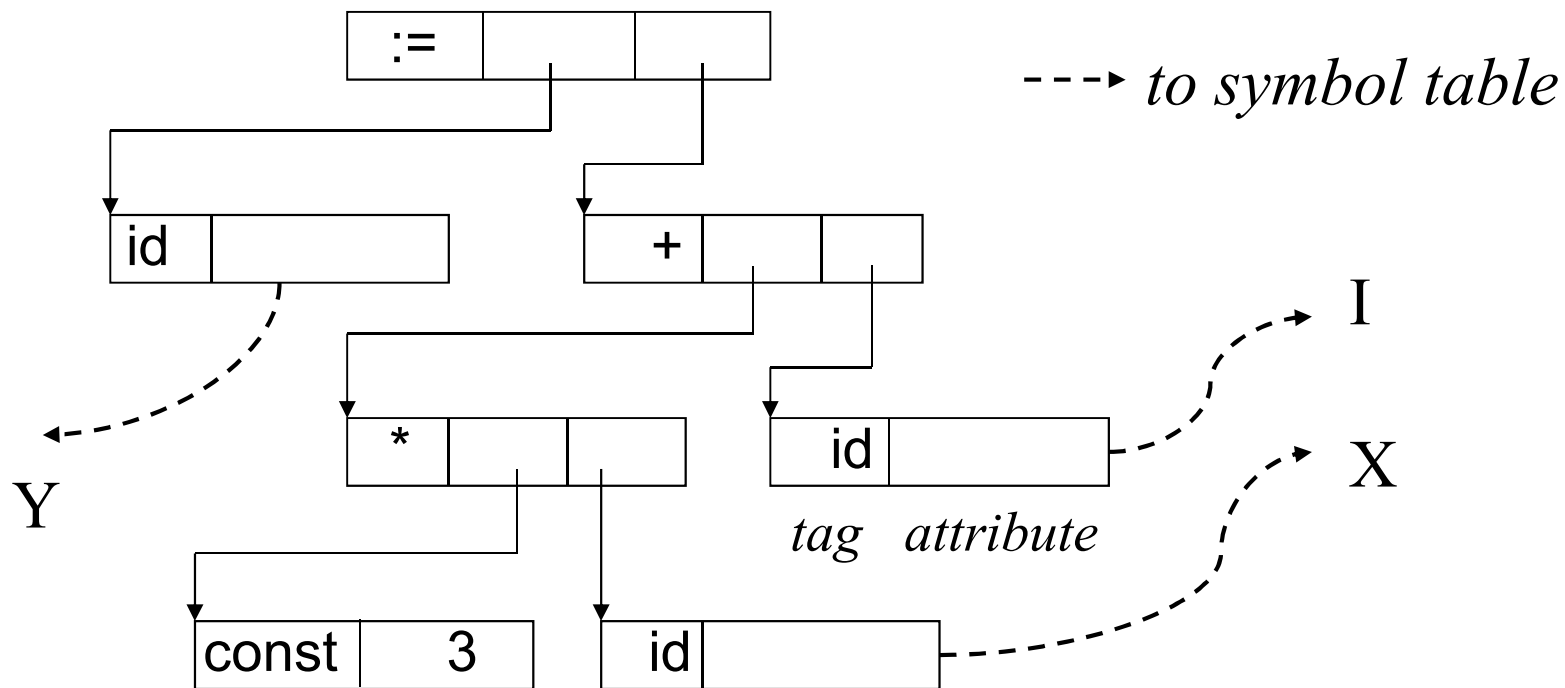 :=
to symbol table
id
+
I
*
id
X
Y
tag attribute
const 3
id